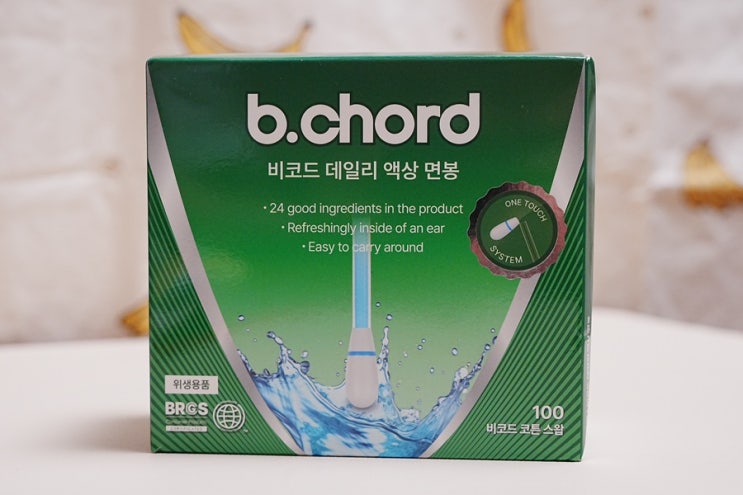 b.chord
비코드 데일리 액상 면봉
• 24 good ingredients in the product
• Refreshingly inside of an ear
• Easy to carry around
ONE TOUCH
SYSTEM
위생용품
BRCGS
100
비코드 코튼 스왑